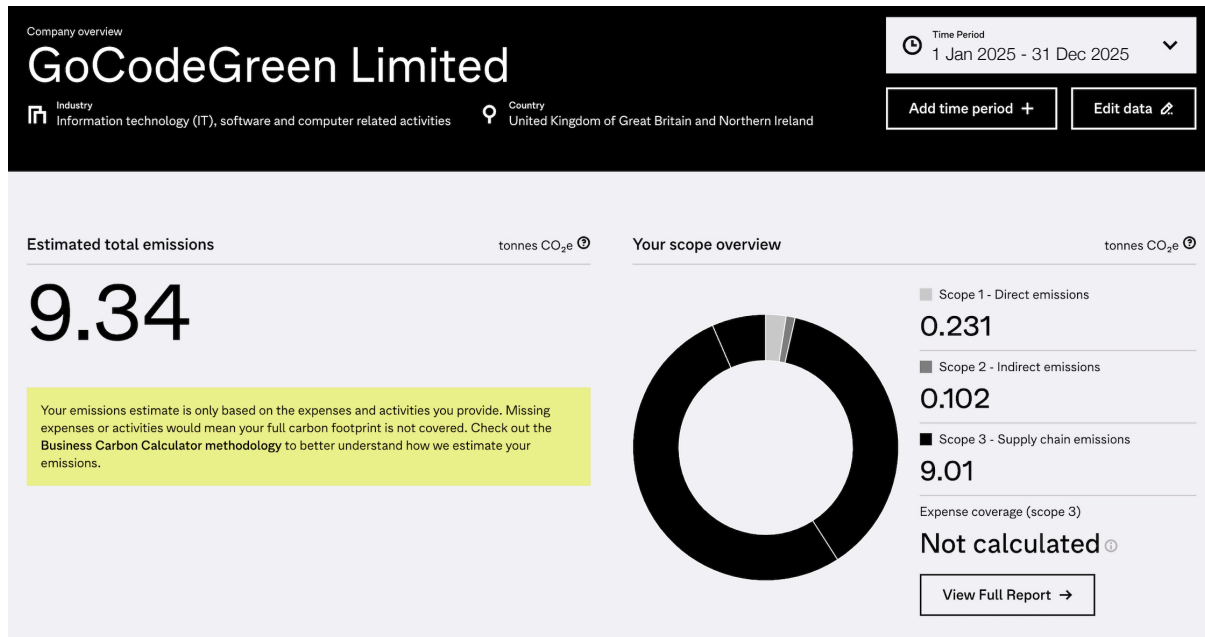 Company overview
GoCodeGreen Limited
Industry
Information technology (IT), software and computer related activities
Country
United Kingdom of Great Britain and Northern Ireland
Time Period
1 Jan 2025 - 31 Dec 2025
Add time period +
Edit data
Estimated total emissions
tonnes CO₂e
9.34
Your emissions estimate is only based on the expenses and activities you provide. Missing
expenses or activities would mean your full carbon footprint is not covered. Check out the
Business Carbon Calculator methodology to better understand how we estimate your
emissions.
Your scope overview
tonnes CO₂e
Scope 1 - Direct emissions
0.231
Scope 2 - Indirect emissions
0.102
Scope 3 - Supply chain emissions
9.01
Expense coverage (scope 3)
Not calculated
View Full Report →